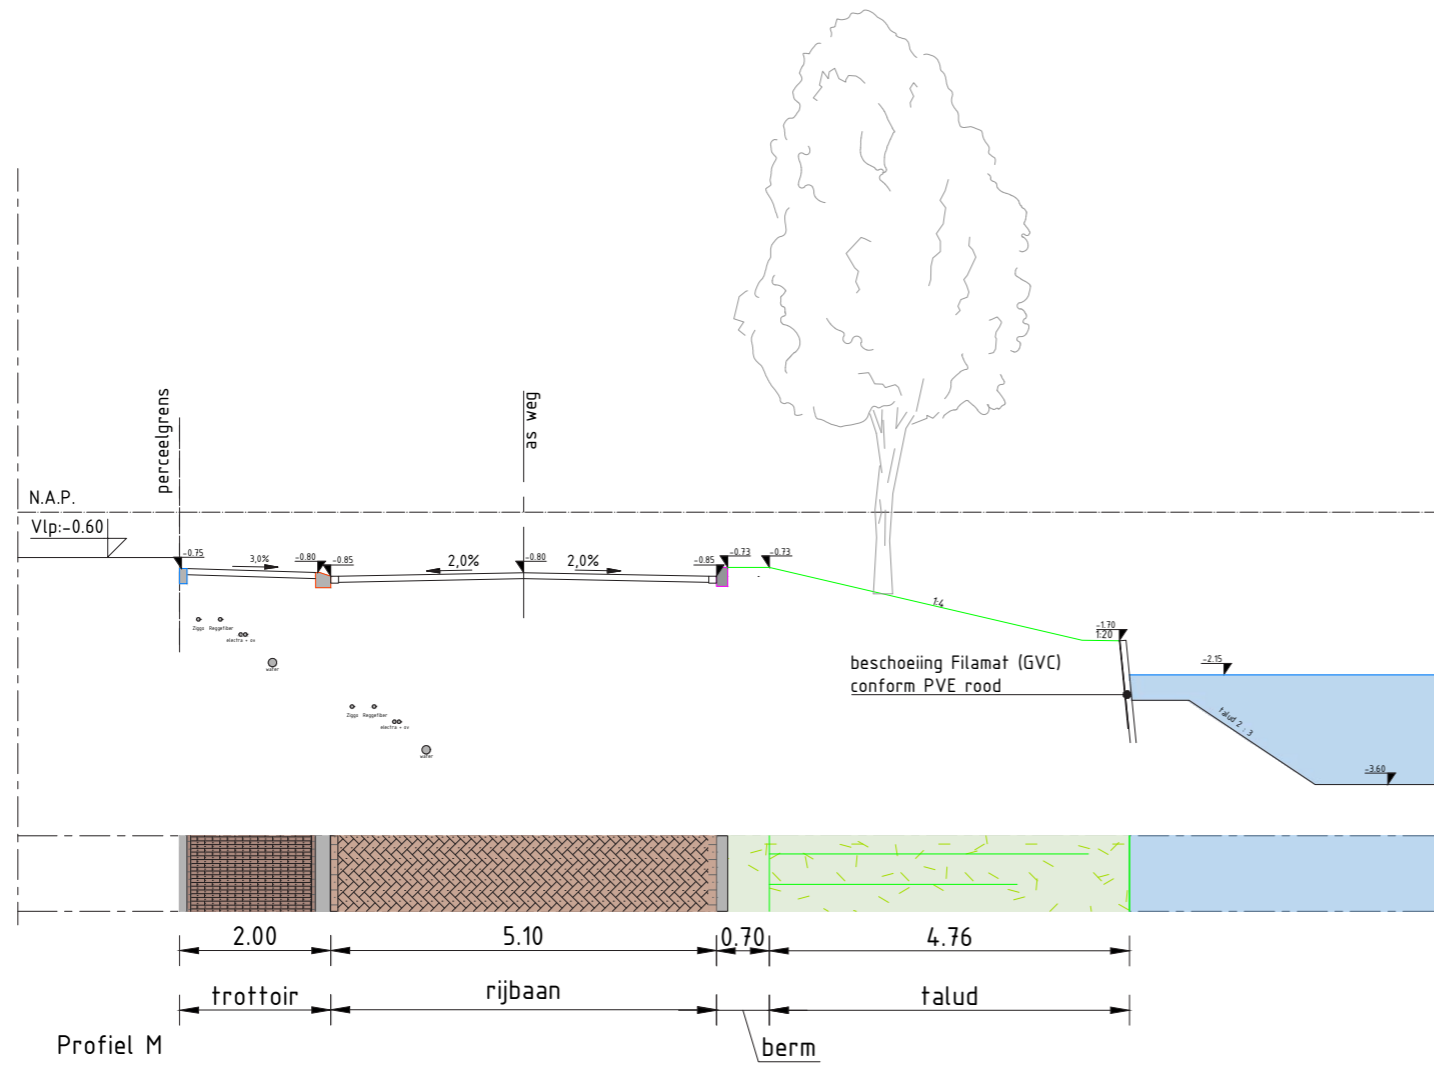 perceelgrens
as weg
N.A.P.
Vlp:-0.60
-0.75
3,0%
-0.80
-0.85
2,0%
-0.80
2,0%
-0.85
-0.73
-0.73
1:4
-1.70
1:20
-2.15
talud 2 : 3
-3.60
beschoeiing Filamat (GVC)
conform PVE rood
Ziggo Reggefiber
electra + ov
water
Ziggo Reggefiber
electra + ov
water
2.00
5.10
0.70
4.76
trottoir
rijbaan
talud
berm
Profiel M